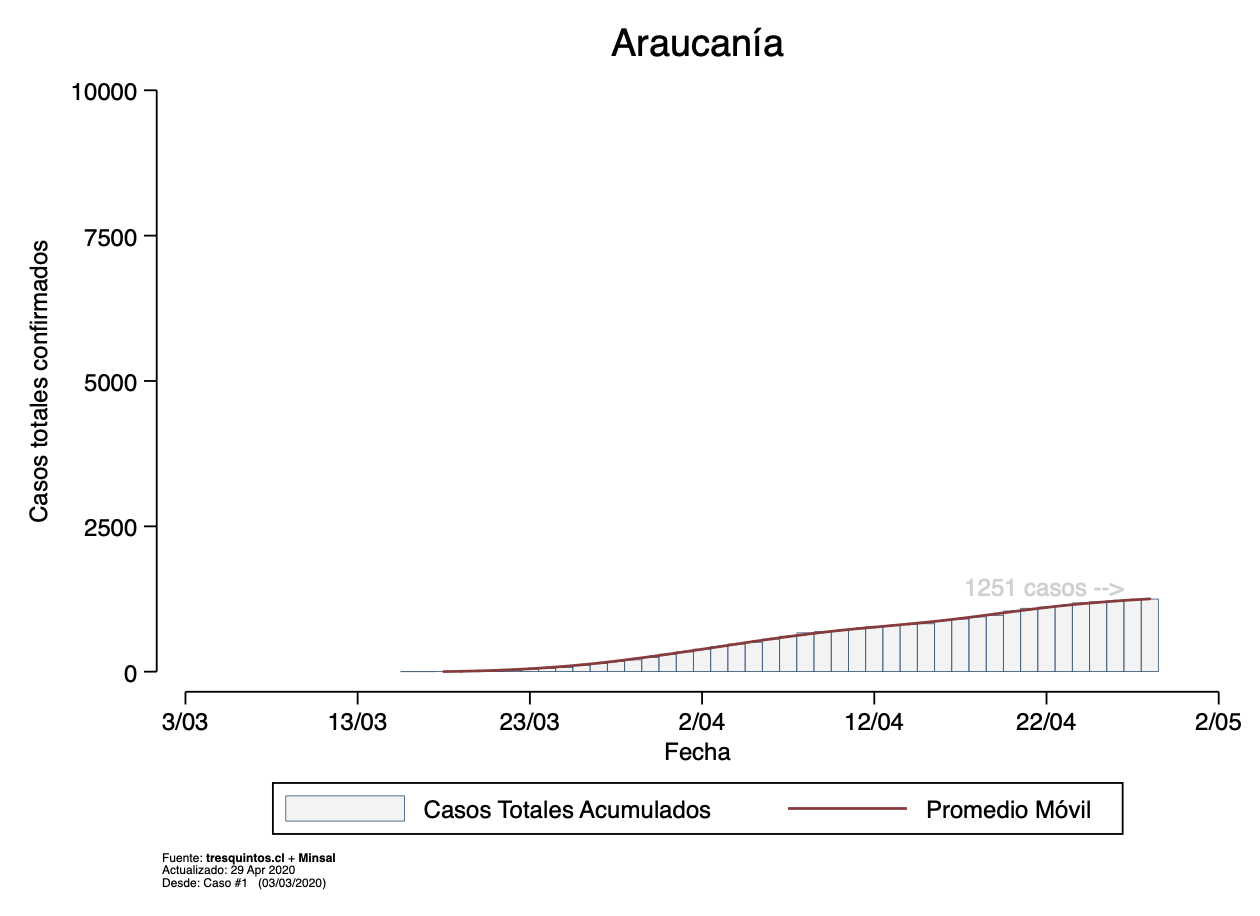 Araucanía
10000
7500
5000
2500
0
Casos totales confirmados
1251 casos -->
3/03 13/03 23/03 2/04 12/04 22/04 2/05
Fecha
Casos Totales Acumulados Promedio Móvil
Fuente: tresquintos.cl + Minsal
Actualizado: 29 Apr 2020
Desde: Caso #1 (03/03/2020)